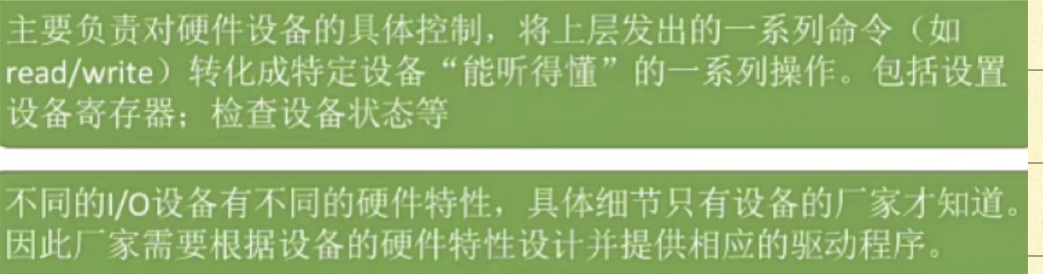 主要负责对硬件设备的具体控制，将上层发出的一系列命令（如
read/write）转化成特定设备“能听得懂”的一系列操作。包括设置
设备寄存器；检查设备状态等
不同的I/O设备有不同的硬件特性，具体细节只有设备的厂家才知道。
因此厂家需要根据设备的硬件特性设计并提供相应的驱动程序。